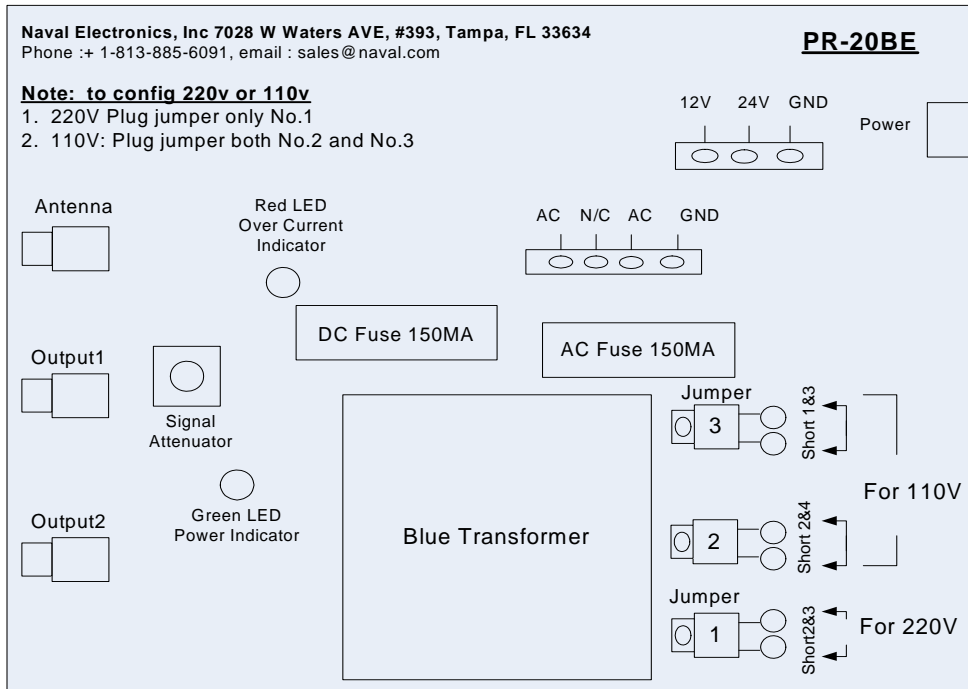 Naval Electronics, Inc 7028 W Waters AVE, #393, Tampa, FL 33634
Phone :+ 1-813-885-6091, email : sales@naval.com
PR-20BE
Note: to config 220v or 110v
1. 220V Plug jumper only No.1
2. 110V: Plug jumper both No.2 and No.3
12V 24V GND
Power
Antenna
Red LED
Over Current
Indicator
AC N/C AC GND
DC Fuse 150MA
AC Fuse 150MA
Output1
Signal
Attenuator
Jumper
3
Short 1&3
For 110V
Green LED
Power Indicator
Output2
Blue Transformer
2
Short 2&4
Jumper
1
Short2&3
For 220V